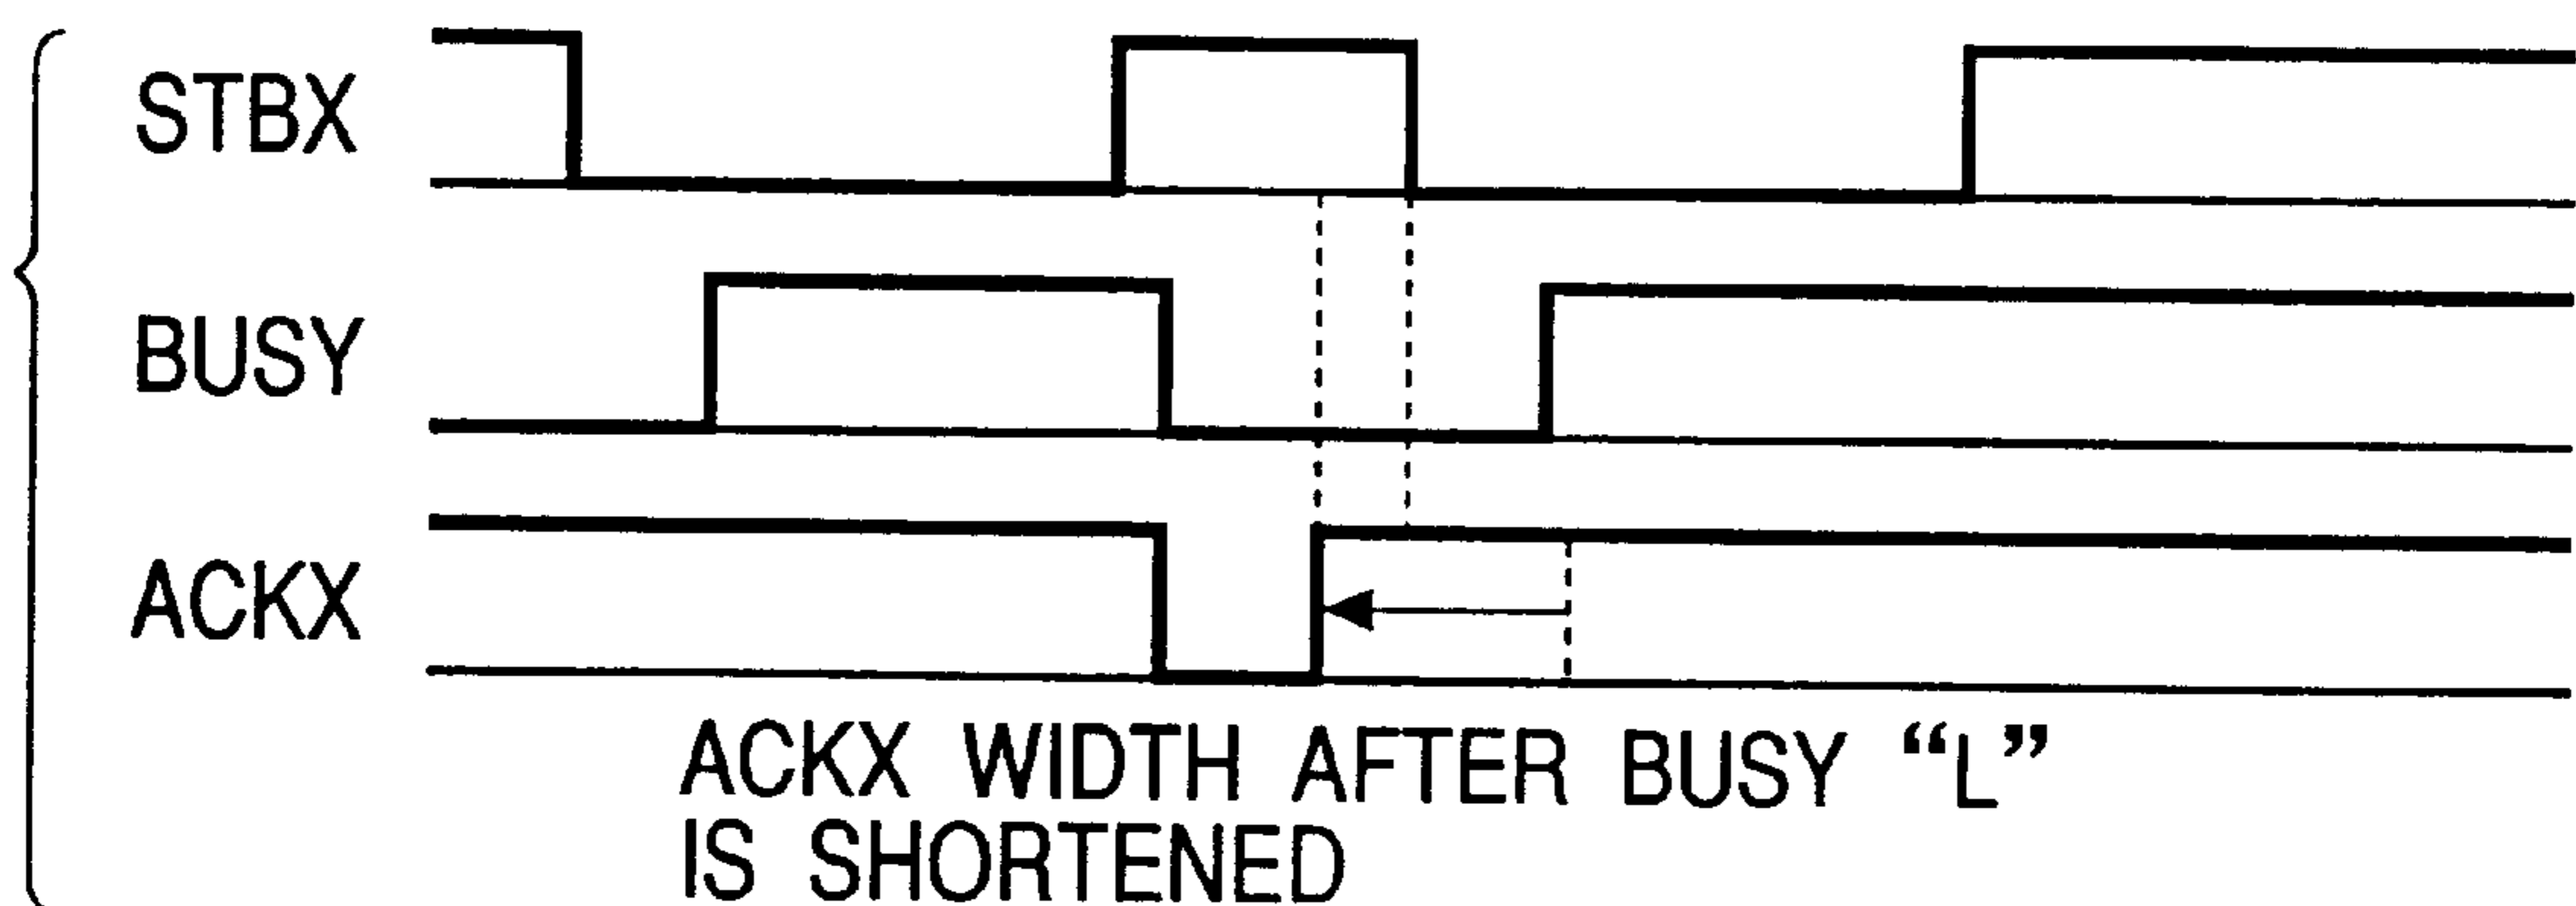 STBX
BUSY
ACKX
ACKX WIDTH AFTER BUSY “L”
IS SHORTENED